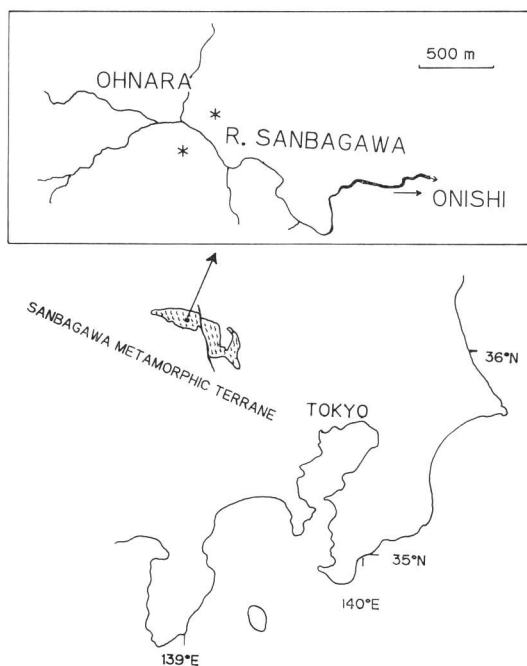 500 m
OHNARA
*
R. SANBAGAWA
*
ONISHI
SANBAGAWA METAMORPHIC TERRANE
36°N
TOKYO
35°N
140°E
139°E